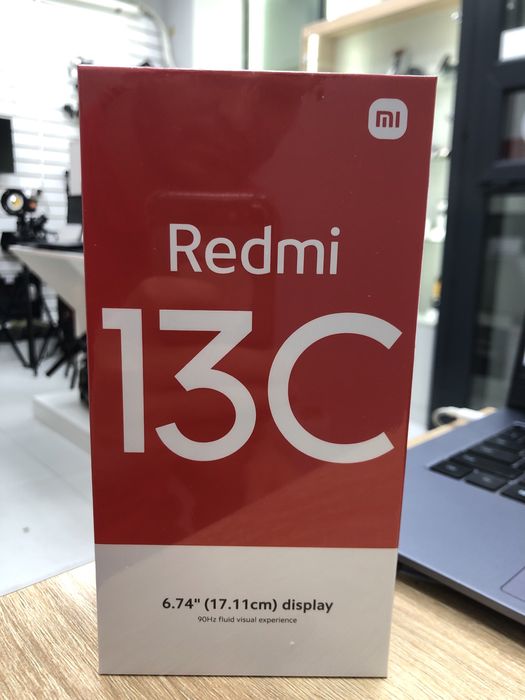 mi
Redmi
13C
6.74" (17.11cm) display
90Hz fluid visual experience